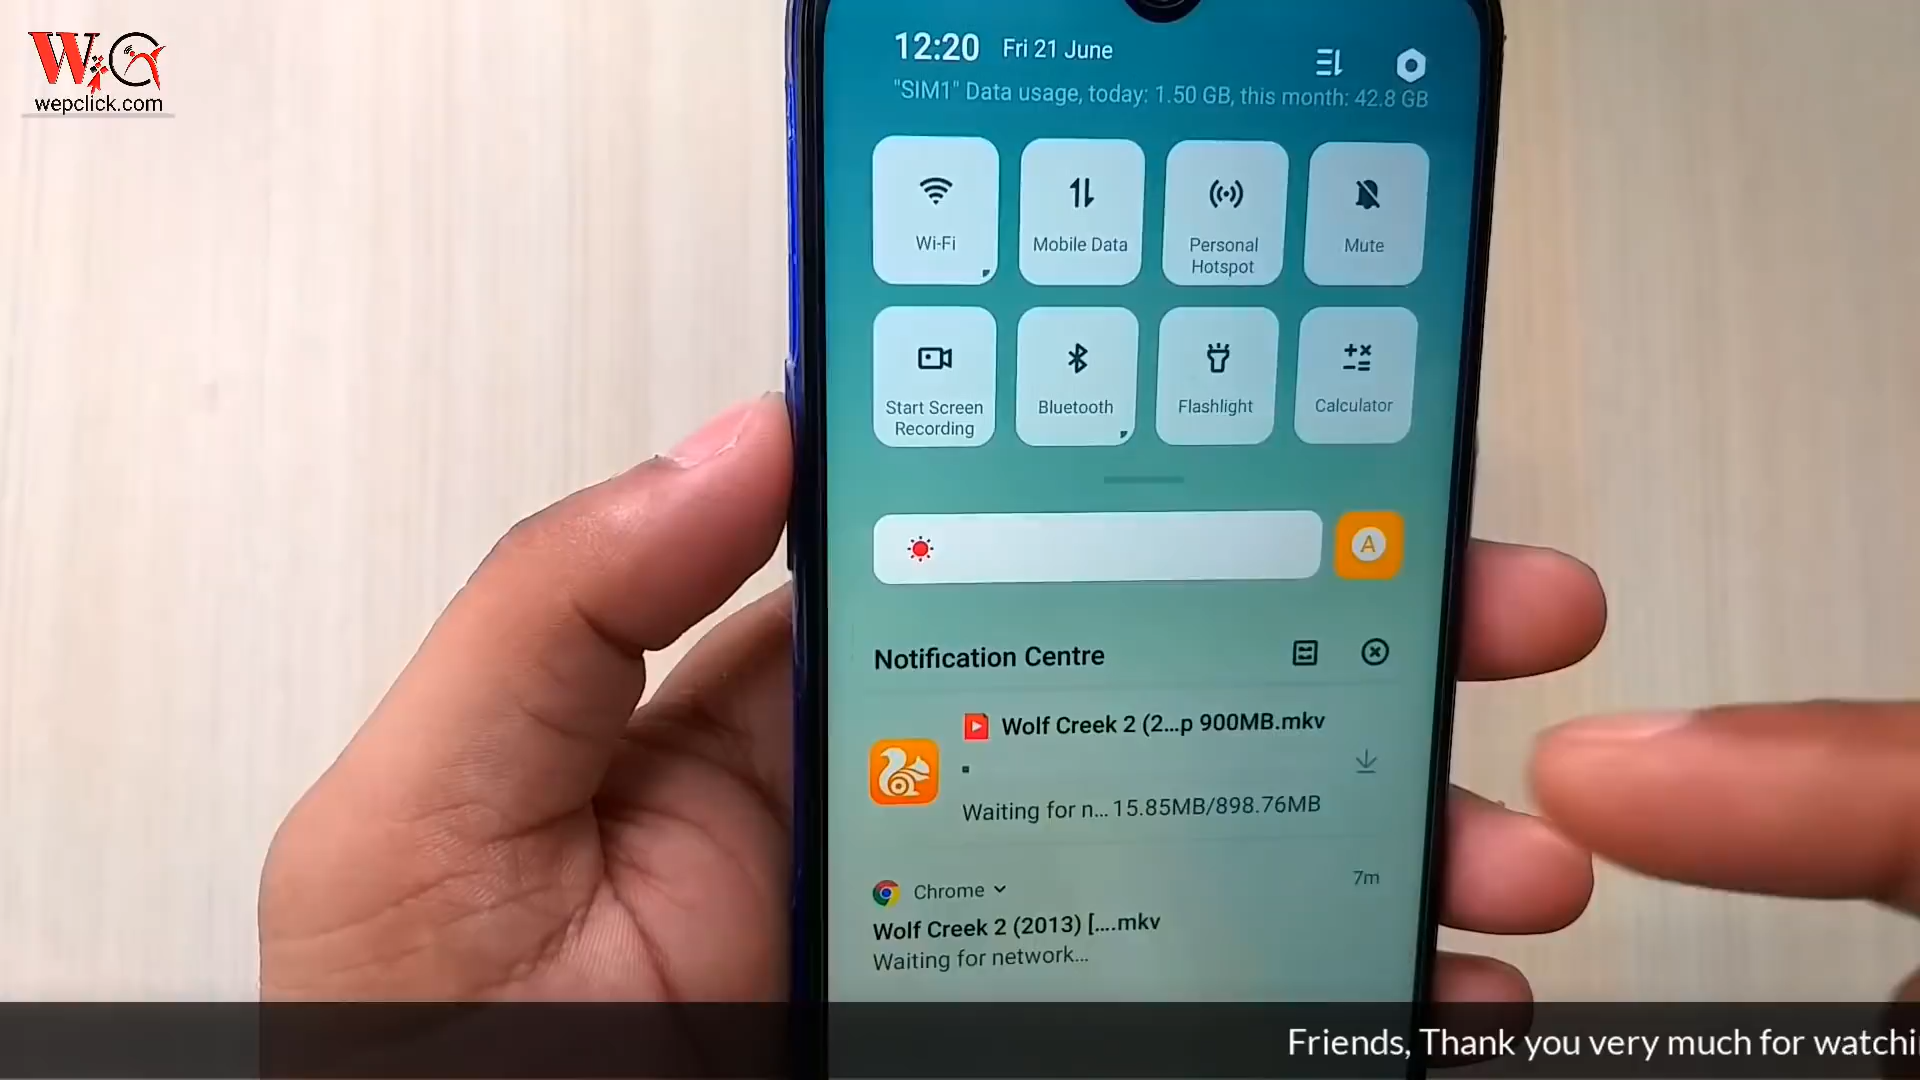 W C
wepclick.com
12:20 Fri 21 June
"SIM1" Data usage, today: 1.50 GB, this month: 42.8 GB
Wi-Fi
Mobile Data
Personal
Hotspot
Mute
Start Screen
Recording
Bluetooth
Flashlight
Calculator
A
Notification Centre
Wolf Creek 2 (2...p 900MB.mkv
Waiting for n... 15.85MB/898.76MB
Chrome
7m
Wolf Creek 2 (2013) [....mkv
Waiting for network...
Friends, Thank you very much for watchi